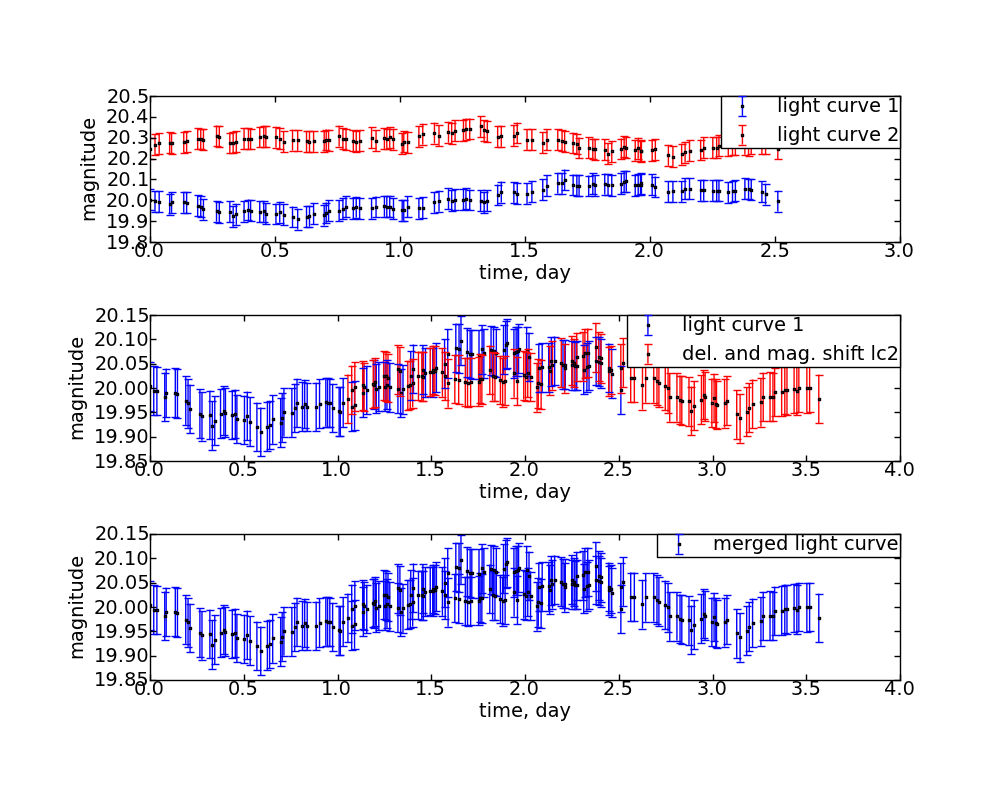 20.5
20.4
20.3
20.2
20.1
20.0
19.9
19.8
magnitude
light curve 1
light curve 2
0.0 0.5 1.0 1.5 2.0 2.5 3.0
time, day
20.15
20.10
20.05
20.00
19.95
19.90
19.85
magnitude
light curve 1
del. and mag. shift lc2
0.0 0.5 1.0 1.5 2.0 2.5 3.0 3.5 4.0
time, day
20.15
20.10
20.05
20.00
19.95
19.90
19.85
magnitude
merged light curve
0.0 0.5 1.0 1.5 2.0 2.5 3.0 3.5 4.0
time, day